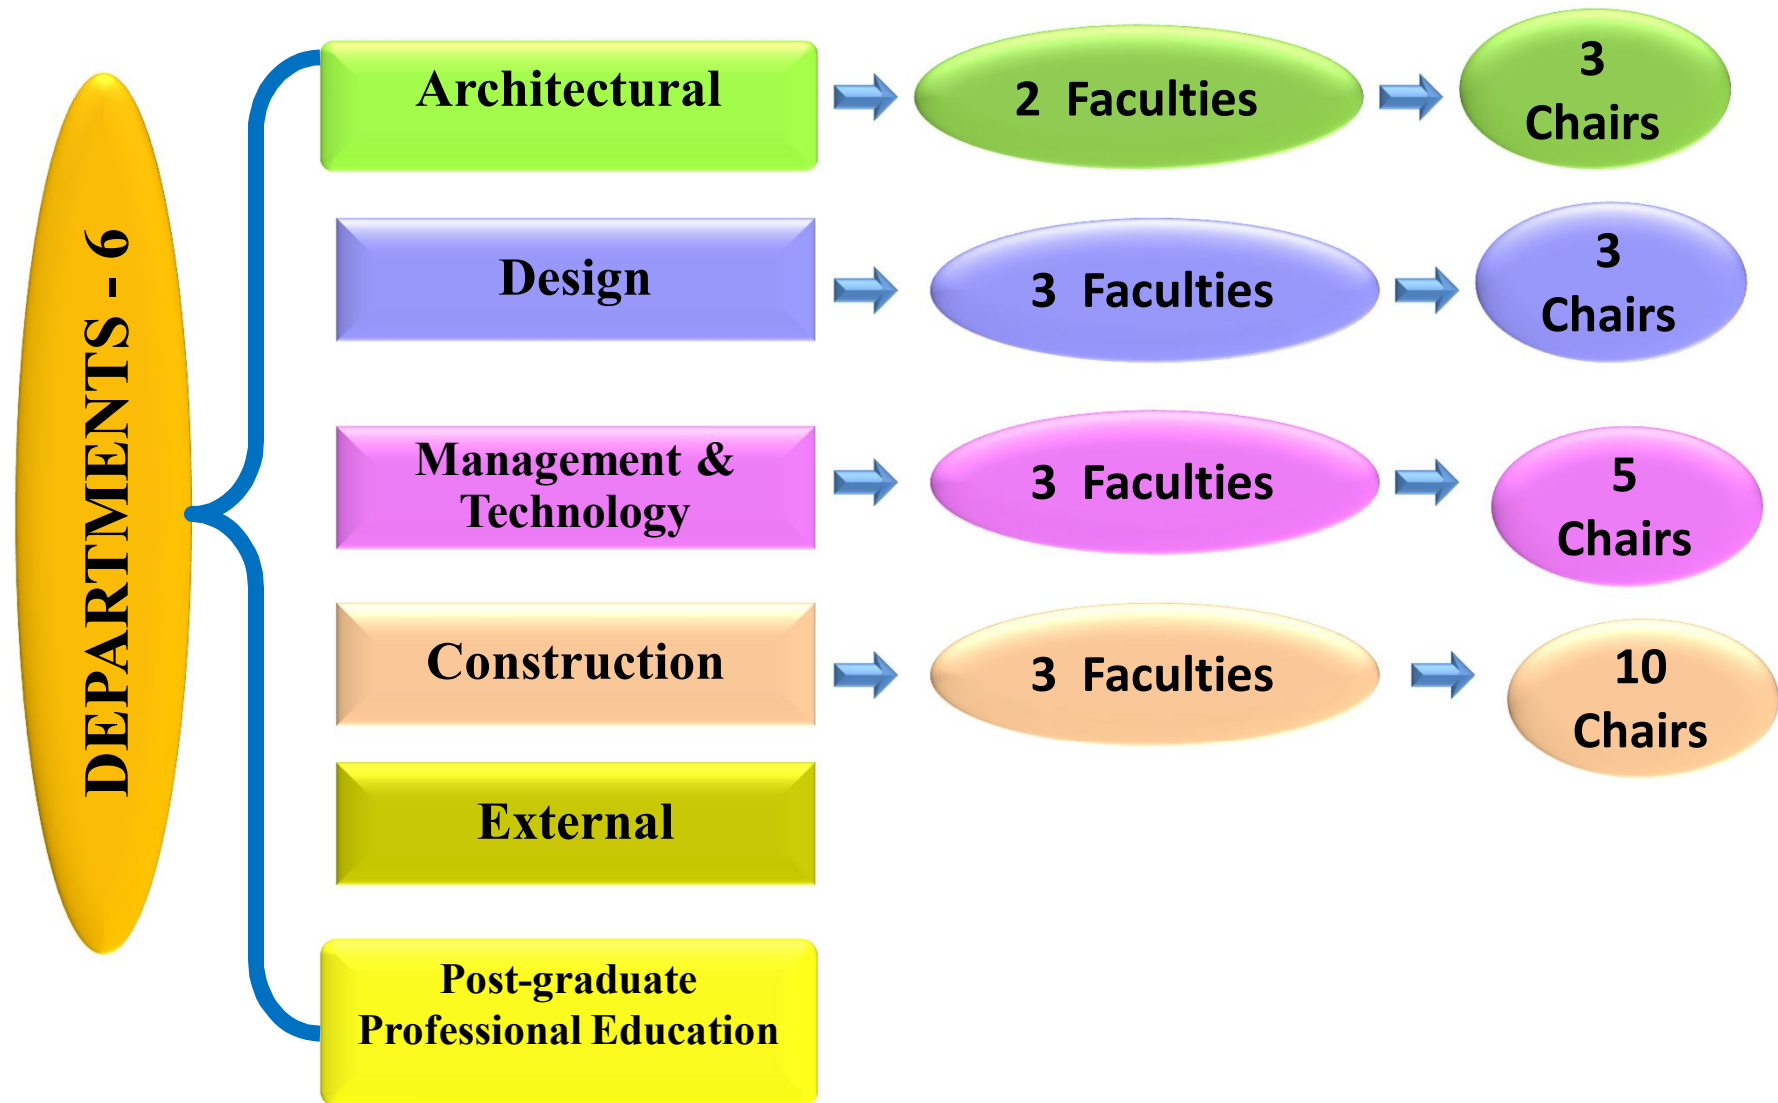 DEPARTMENTS - 6
Architectural
2 Faculties
3
Chairs
Design
3 Faculties
3
Chairs
Management &
Technology
3 Faculties
5
Chairs
Construction
3 Faculties
10
Chairs
External
Post-graduate
Professional Education